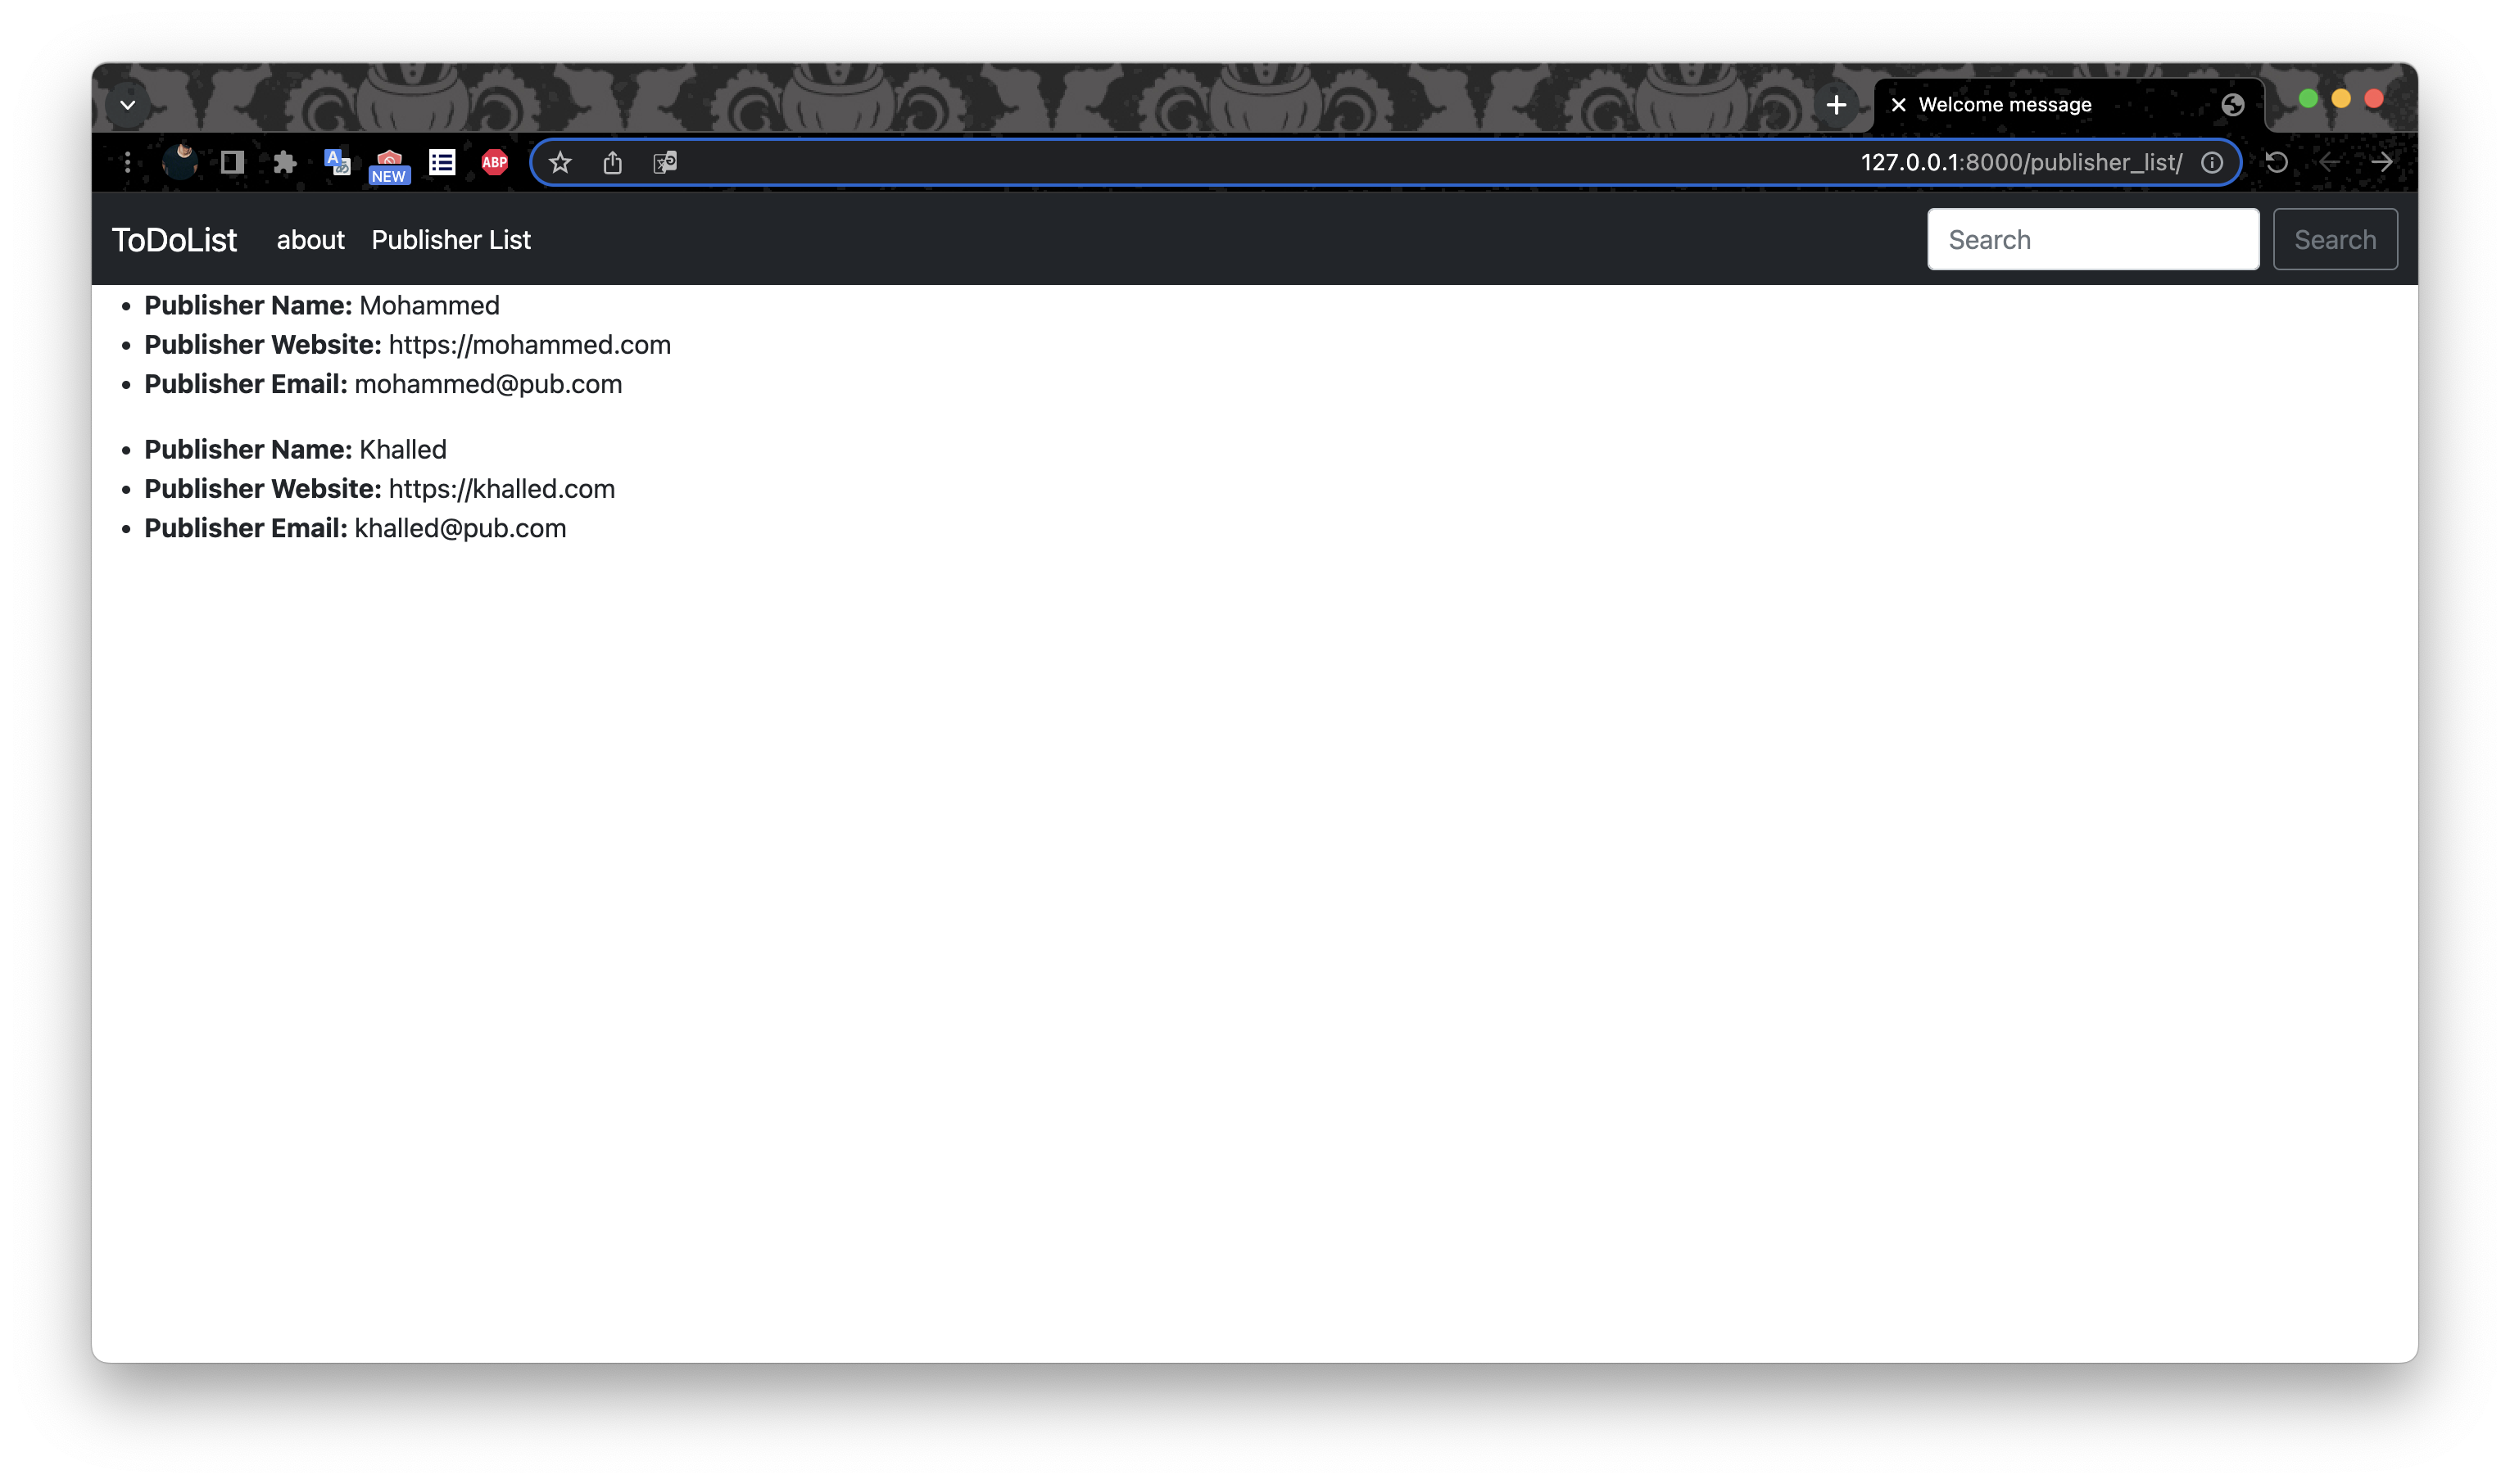 Welcome message
A
NEW
ABP
127.0.0.1:8000/publisher_list/
ToDoList about Publisher List Search Search
Publisher Name: Mohammed
Publisher Website: https://mohammed.com
Publisher Email: mohammed@pub.com
Publisher Name: Khalled
Publisher Website: https://khalled.com
Publisher Email: khalled@pub.com